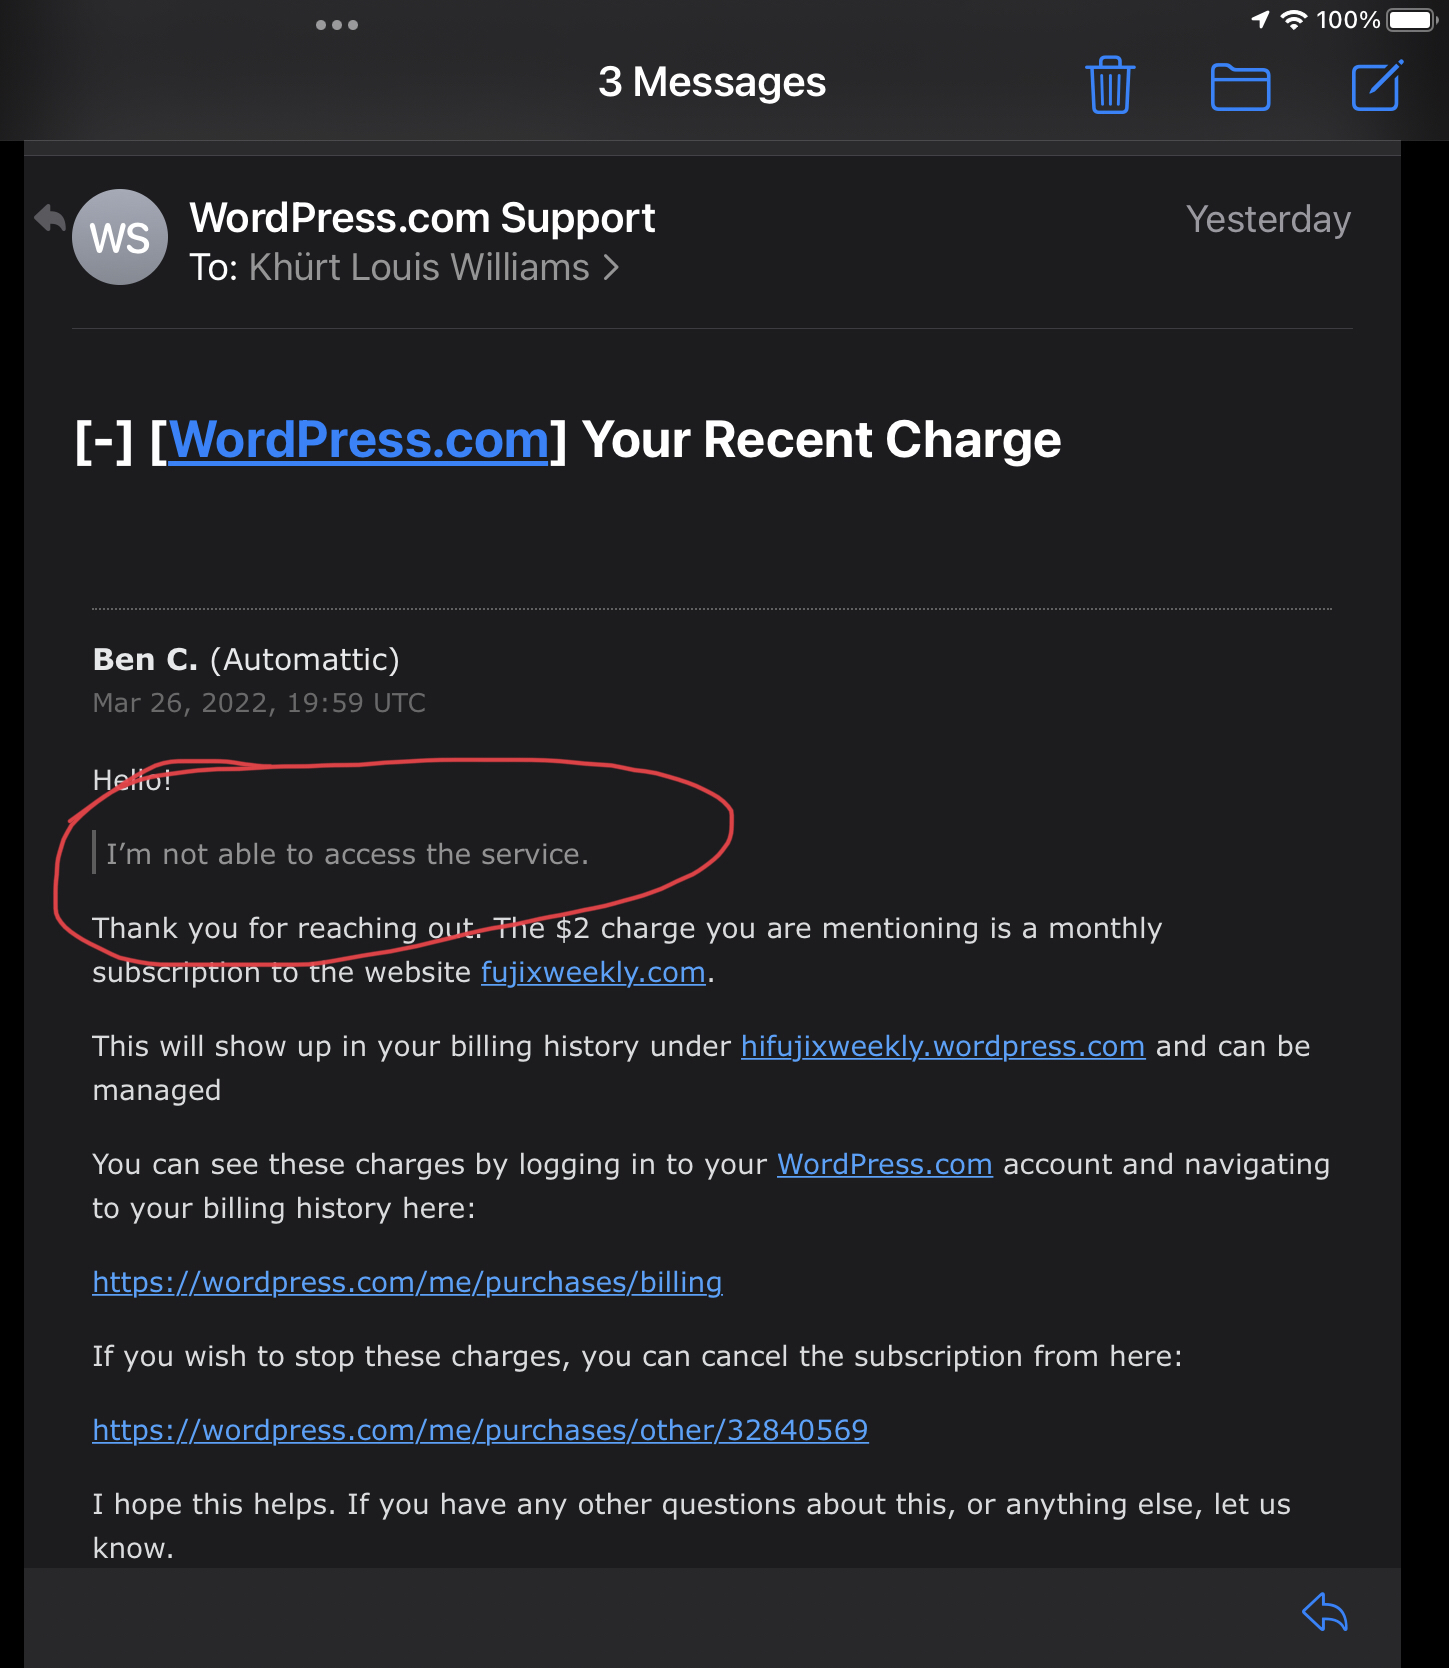 100%
3 Messages
WS
WordPress.com Support
Yesterday
To: Khürt Louis Williams
[-] [WordPress.com] Your Recent Charge
Ben C. (Automattic)
Mar 26, 2022, 19:59 UTC
Hello!
I’m not able to access the service.
Thank you for reaching out. The $2 charge you are mentioning is a monthly
subscription to the website fujixweekly.com.
This will show up in your billing history under hifujixweekly.wordpress.com and can be
managed
You can see these charges by logging in to your WordPress.com account and navigating
to your billing history here:
https://wordpress.com/me/purchases/billing
If you wish to stop these charges, you can cancel the subscription from here:
https://wordpress.com/me/purchases/other/32840569
I hope this helps. If you have any other questions about this, or anything else, let us
know.